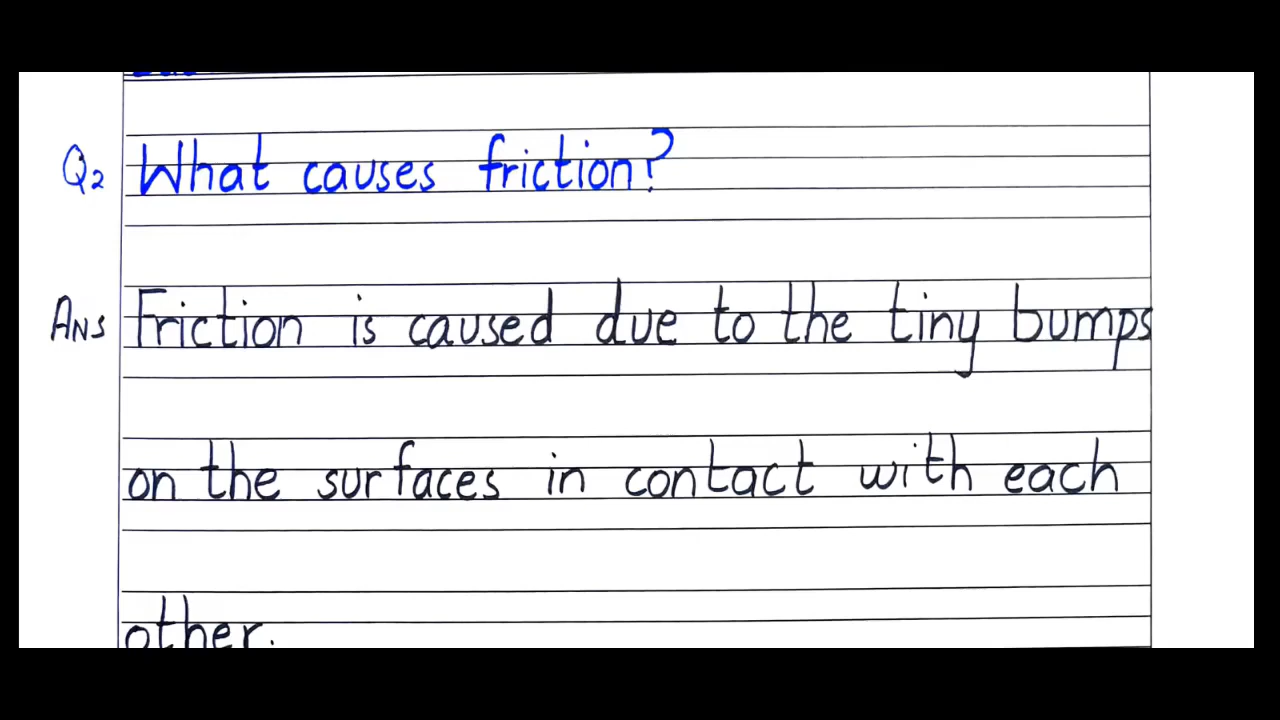 Q2 What causes friction?
Ans Friction is caused due to the tiny bumps
on the surfaces in contact with each
other.